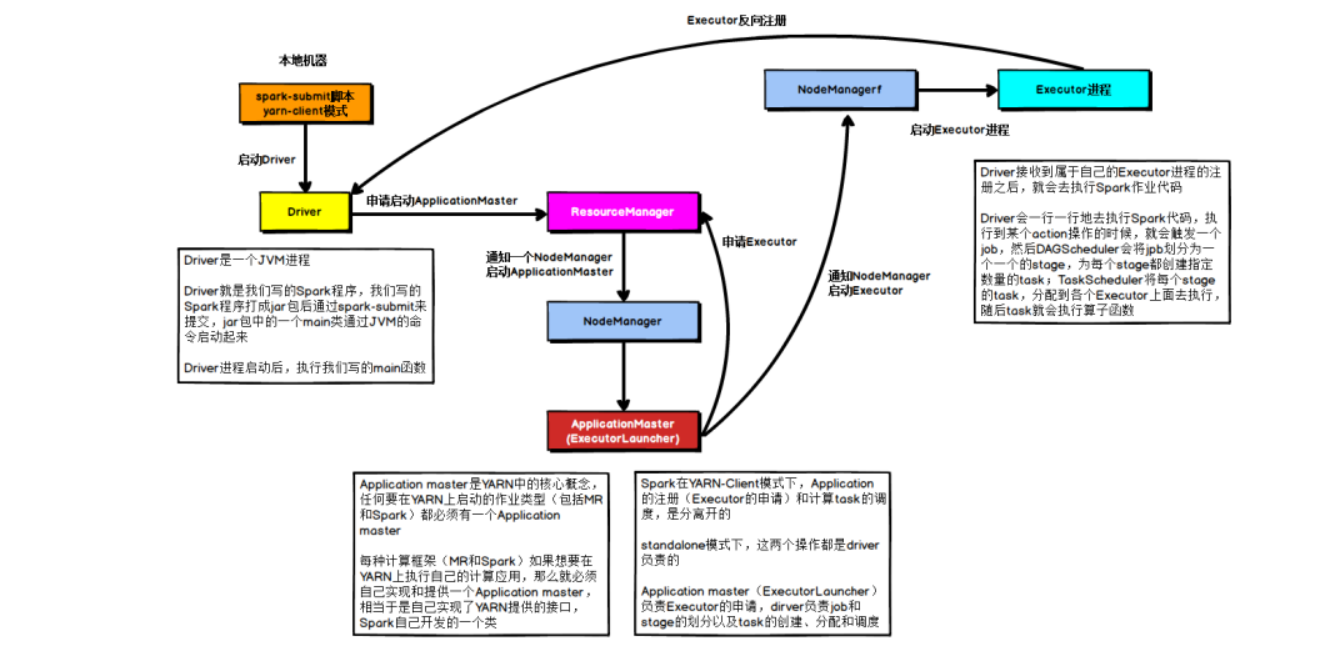 Executor反向注册
本地机器
spark-submit脚本
yarn-client模式
NodeManagerf
Executor进程
启动Executor进程
启动Driver
Driver
申请启动ApplicationMaster
ResourceManager
通知一个NodeManager
启动ApplicationMaster
申请Executor
通知NodeManager
启动Executor
NodeManager
ApplicationMaster
(ExecutorLauncher)
Driver接收到属于自己的Executor进程的注
册之后，就会去执行Spark作业代码
Driver会一行一行地去执行Spark代码，执
行到某个action操作的时候，就会触发一个
job，然后DAGScheduler会将jpb划分为一
个一个的stage，为每个stage都创建指定
数量的task；TaskScheduler将每个stage
的task，分配到各个Executor上面去执行，
随后task就会执行算子函数
Driver是一个JVM进程
Driver就是我们写的Spark程序，我们写的
Spark程序打成jar包后通过spark-submit来
提交，jar包中的一个main类通过JVM的命
令启动起来
Driver进程启动后，执行我们写的main函数
Application master是YARN中的核心概念，
任何要在YARN上启动的作业类型（包括MR
和Spark）都必须有一个Application
master
每种计算框架（MR和Spark）如果想要在
YARN上执行自己的计算应用，那么就必须
自己实现和提供一个Application master，
相当于是自己实现了YARN提供的接口，
Spark自己开发的一个类
Spark在YARN-Client模式下，Application
的注册（Executor的申请）和计算task的调
度，是分离开的
standalone模式下，这两个操作都是driver
负责的
Application master（ExecutorLauncher）
负责Executor的申请，dirver负责job和
stage的划分以及task的创建、分配和调度